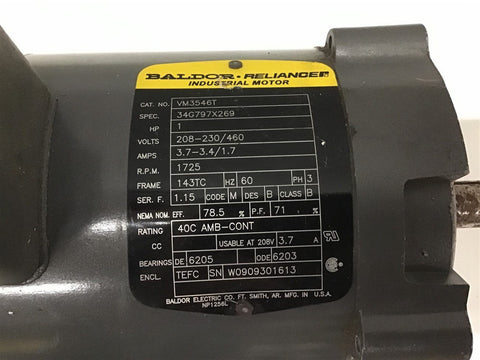 BALDOR • RELIANCER
INDUSTRIAL MOTOR
CAT. NO. VM3546T
SPEC. 34G797X269
HP 1
VOLTS 208-230/460
AMPS 3.7-3.4/1.7
R.P.M. 1725
FRAME 143TC HZ 60 PH 3
SER. F. 1.15 CODE M DES B CLASS B
NEMA NOM. EFF. 78.5 % P.F. 71 %
RATING 40C AMB-CONT
CC USABLE AT 208V 3.7 A
BEARINGS DE 6205 ODE 6203
ENCL. TEFC SN W0909301613
BALDOR ELECTRIC CO. FT. SMITH, AR. MFG. IN U.S.A.
NP1256L